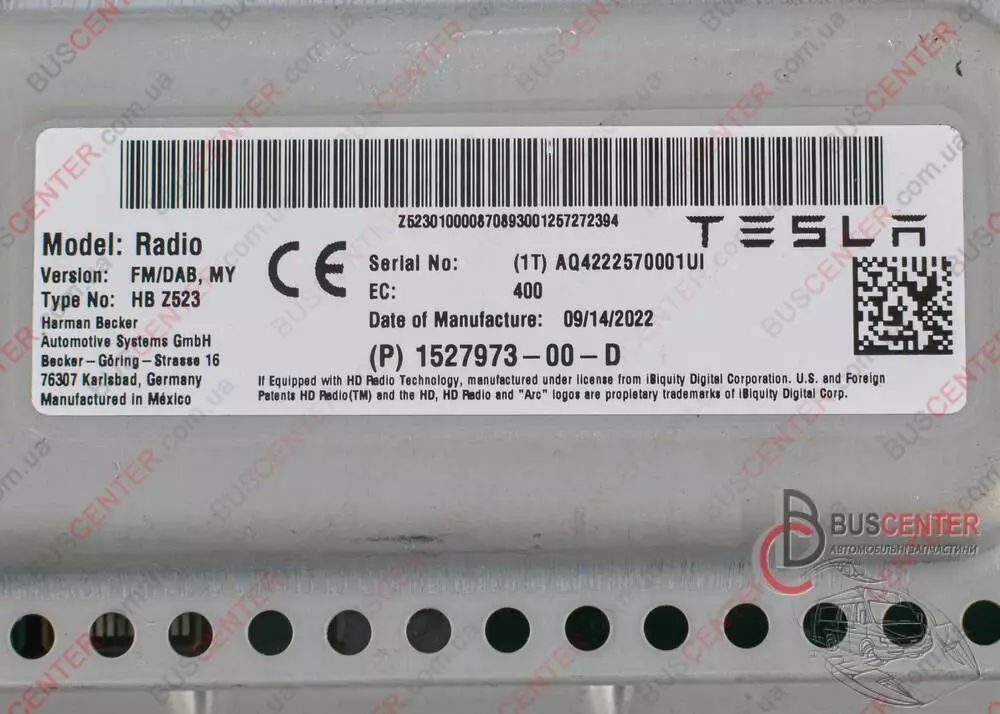 Z523010000870893001257272394
TESLA
Model: Radio
Version: FM/DAB, MY
Type No: HB Z523
Harman Becker
Automotive Systems GmbH
Becker-Göring-Strasse 16
76307 Karlsbad, Germany
Manufactured in México
CE
Serial No: (1T) AQ4222570001UI
EC: 400
Date of Manufacture: 09/14/2022
(P) 1527973-00-D
If Equipped with HD Radio Technology, manufactured under license from iBiquity Digital Corporation. U.S. and Foreign
Patents HD Radio(TM) and the HD, HD Radio and "Arc" logos are propietary trademarks of iBiquity Digital Corp.
BUSCENTER
АВТОМОБІЛЬНІ ЗАПЧАСТИНИ
BUSCENTER.com.ua